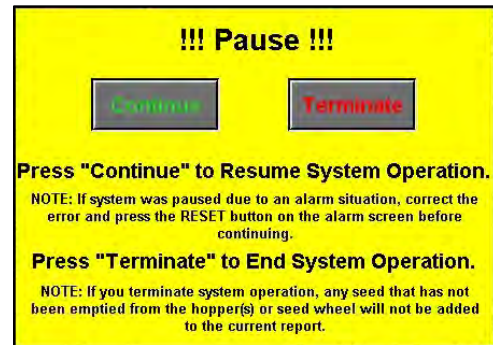 !!! Pause !!!
Continue Terminate
Press "Continue" to Resume System Operation.
NOTE: If system was paused due to an alarm situation, correct the
error and press the RESET button on the alarm screen before
continuing.
Press "Terminate" to End System Operation.
NOTE: If you terminate system operation, any seed that has not
been emptied from the hopper(s) or seed wheel will not be added
to the current report.